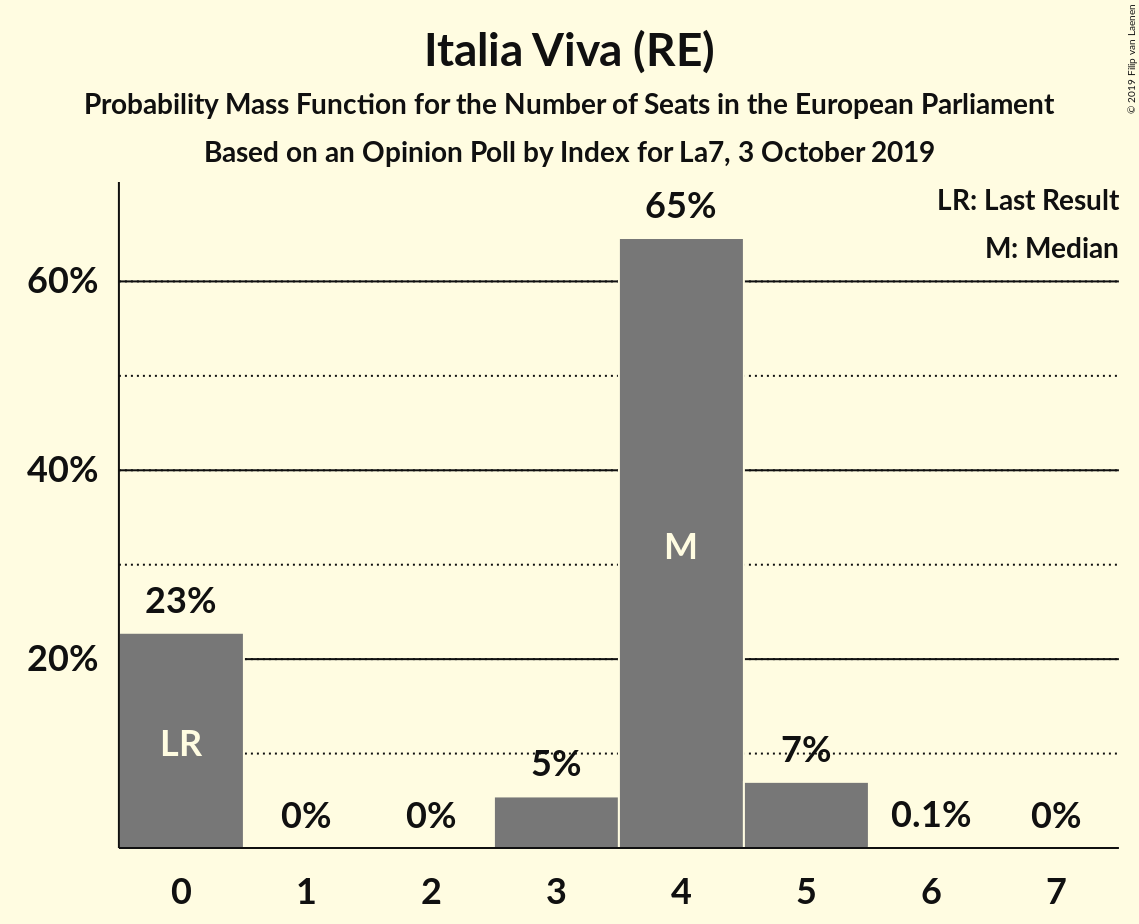 Italia Viva (RE)
Probability Mass Function for the Number of Seats in the European Parliament
Based on an Opinion Poll by Index for La7, 3 October 2019
© 2019 Filip van Laenen
LR: Last Result
M: Median
60%
40%
20%
23%
0%
0%
5%
65%
7%
0.1%
0%
LR
M
0 1 2 3 4 5 6 7